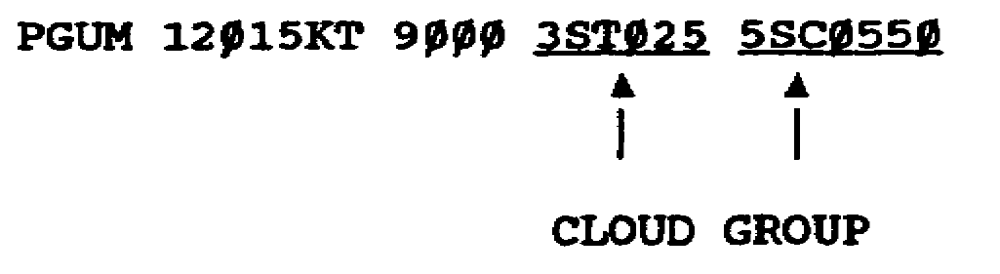 PGUM 12Ø15KT 9ØØØ 3STØ25 5SCØ55Ø
CLOUD GROUP